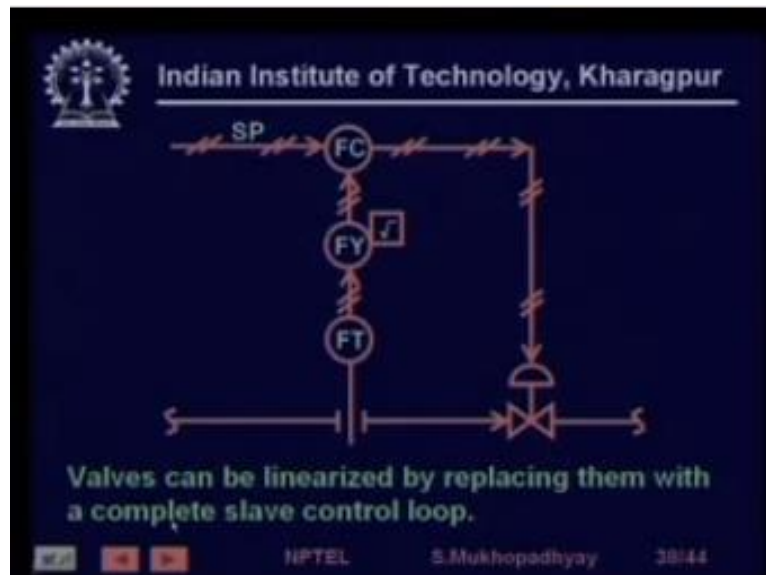 Indian Institute of Technology, Kharagpur
SP
FC
FY
√
FT
Valves can be linearized by replacing them with
a complete slave control loop.
NPTEL S.Mukhopadhyay 38/44